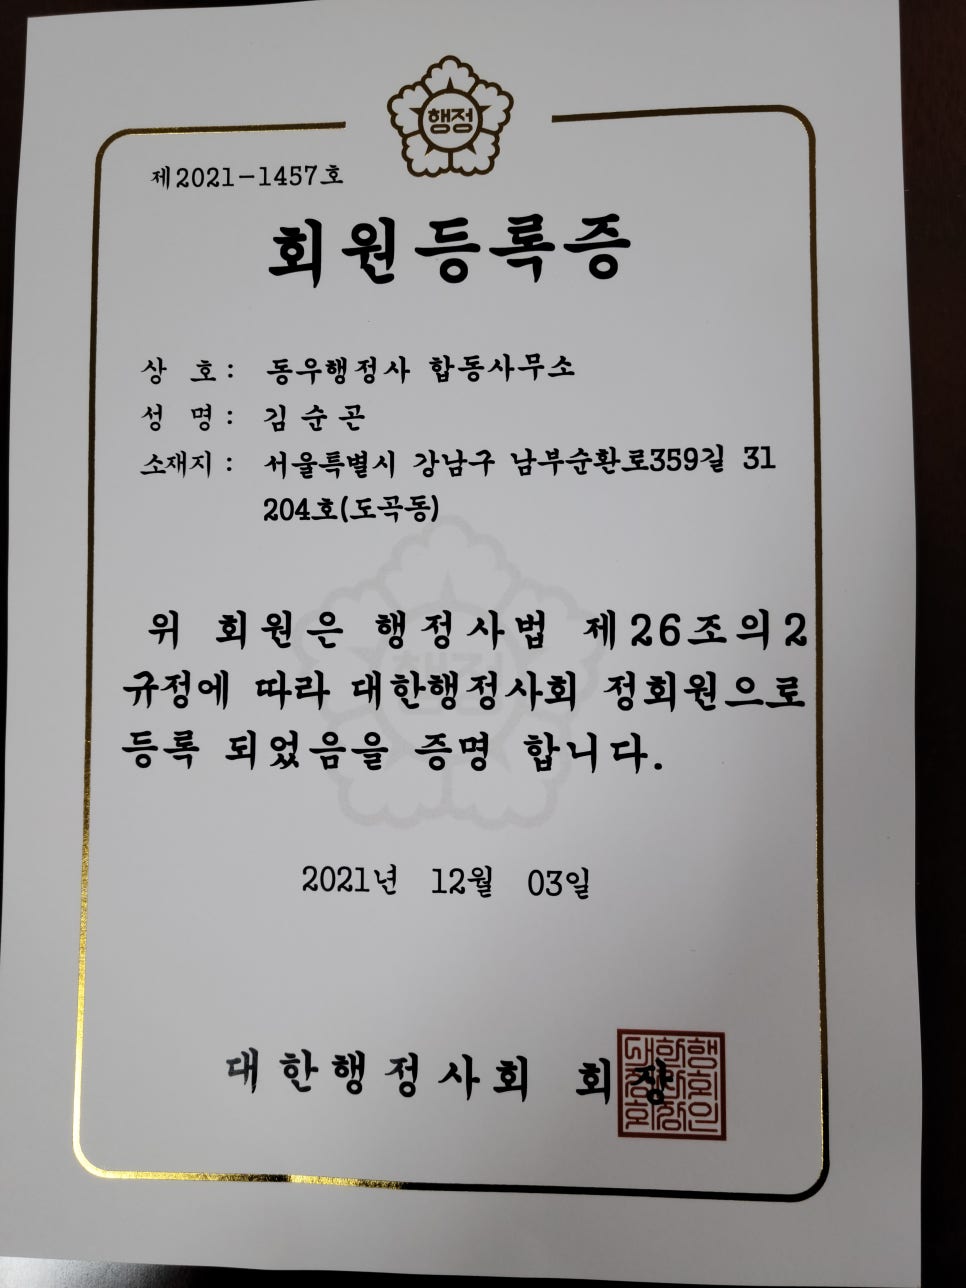 행정
제2021-1457호
회원등록증
상 호 : 동우행정사 합동사무소
성 명 : 김순곤
소재지 : 서울특별시 강남구 남부순환로359길 31
204호(도곡동)
위 회원은 행정사법 제26조의2
규정에 따라 대한행정사회 정회원으로
등록 되었음을 증명 합니다.
2021년 12월 03일
대한행정사회 회장